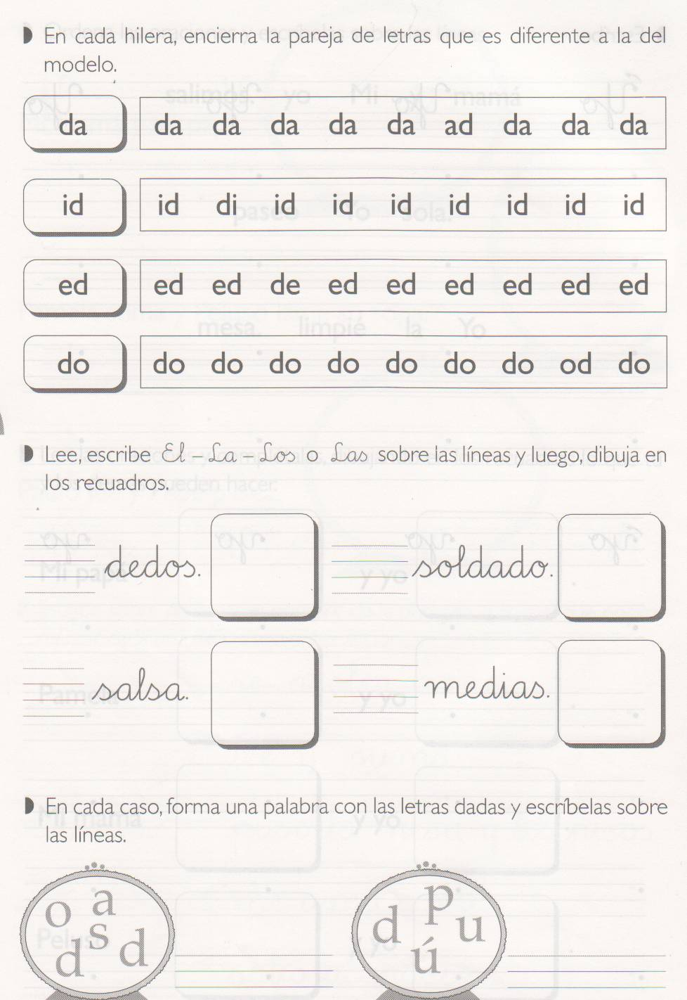 En cada hilera, encierra la pareja de letras que es diferente a la del
modelo.
da da da da da da ad da da da
id id di id id id id id id id
ed ed ed de ed ed ed ed ed ed
do do do do do do do do od do
Lee, escribe El – La – Los o Las sobre las líneas y luego, dibuja en
los recuadros.
dedos. soldado.
salsa. medias.
En cada caso, forma una palabra con las letras dadas y escríbelas sobre
las líneas.
o a s d d
d p u ú